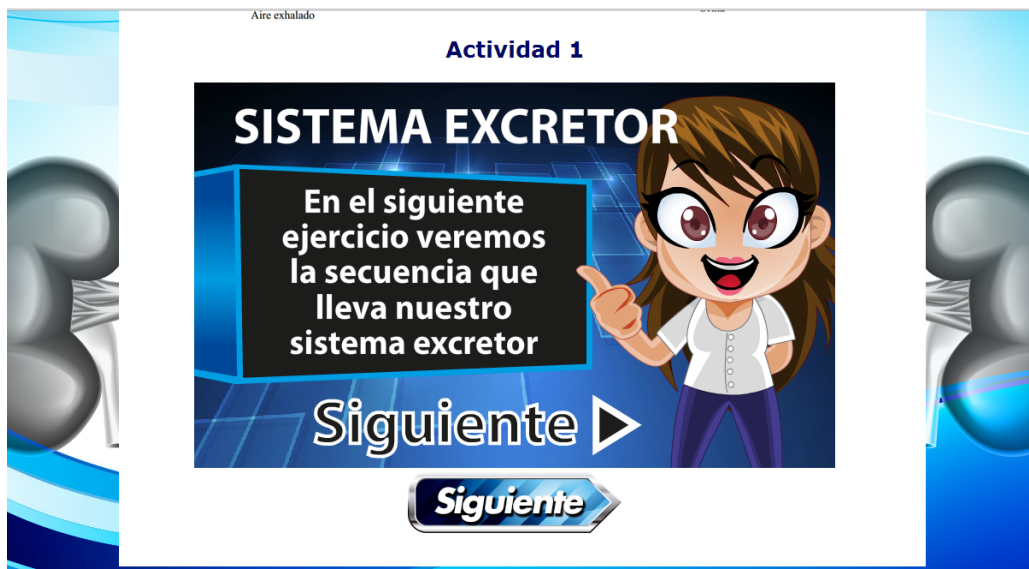 Aire exhalado
Actividad 1
SISTEMA EXCRETOR
En el siguiente
ejercicio veremos
la secuencia que
lleva nuestro
sistema excretor
Siguiente
Siguiente